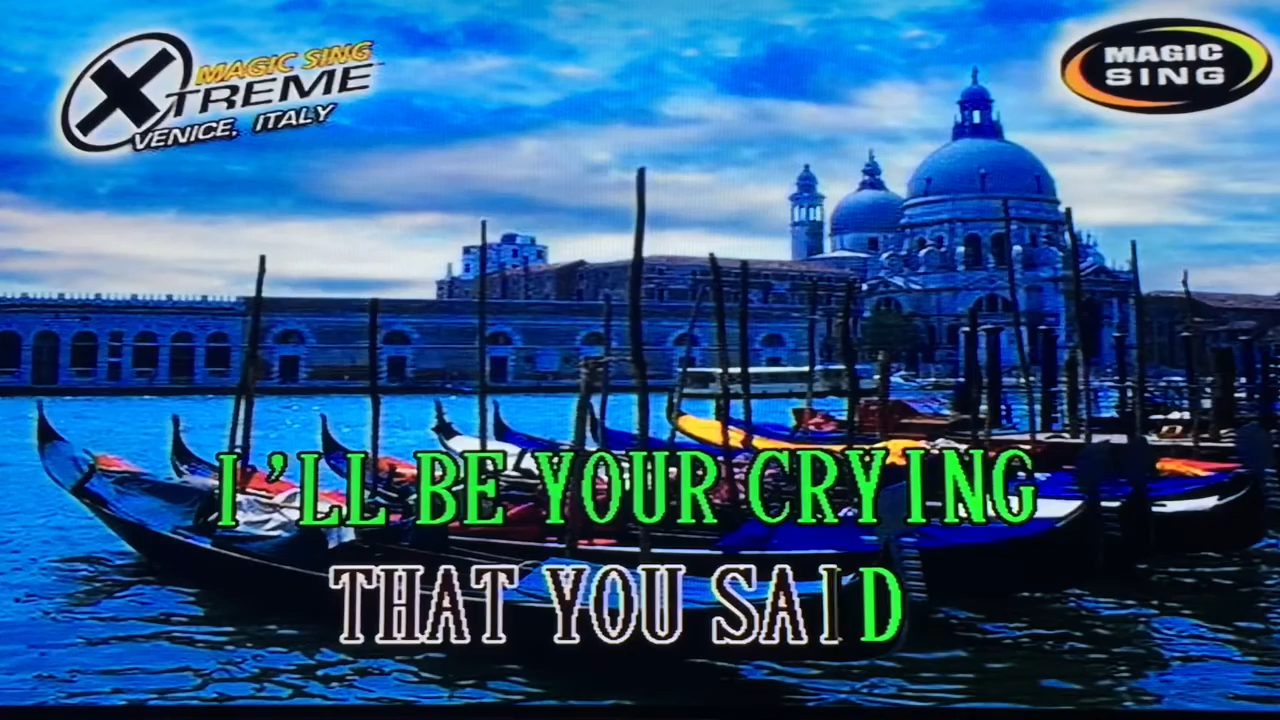 MAGIC SING
XTREME
VENICE, ITALY
MAGIC
SING
I'LL BE YOUR CRYING
THAT YOU SAID